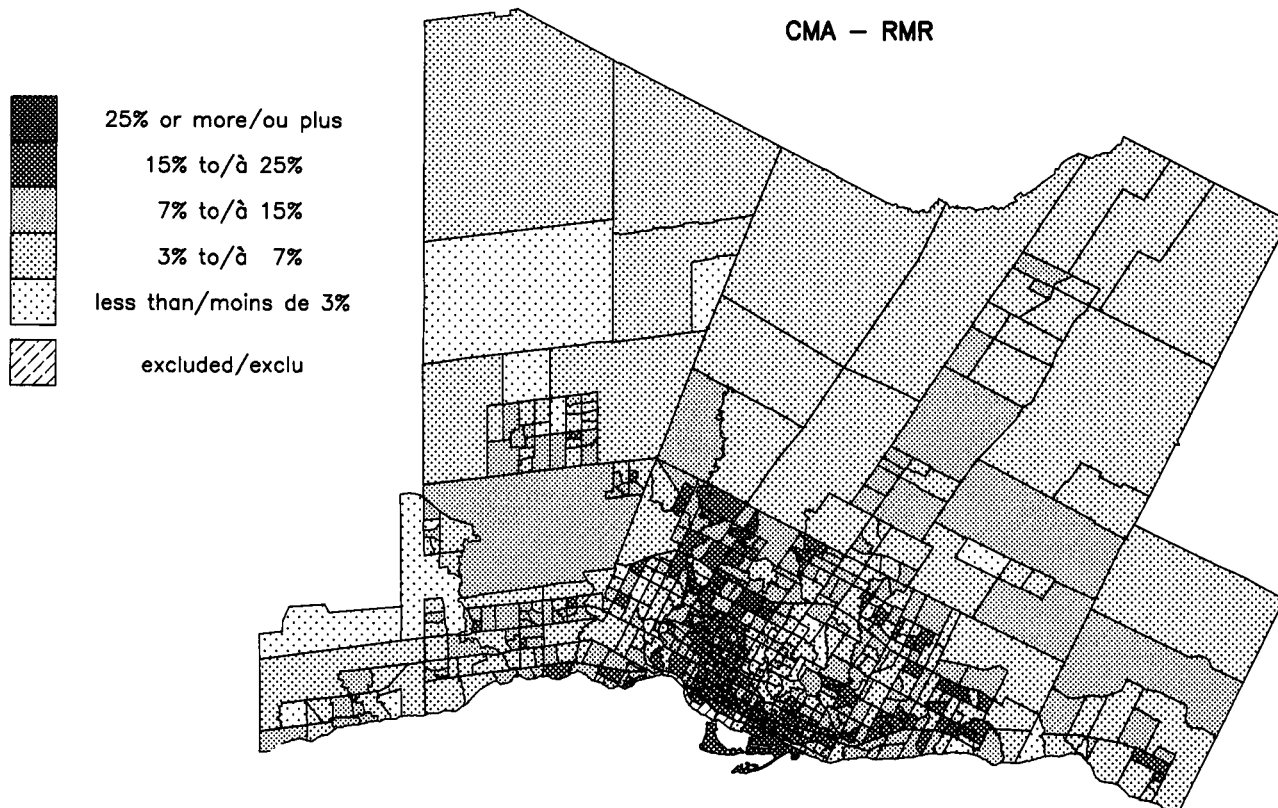 CMA – RMR
25% or more/ou plus
15% to/à 25%
7% to/à 15%
3% to/à 7%
less than/moins de 3%
excluded/exclu